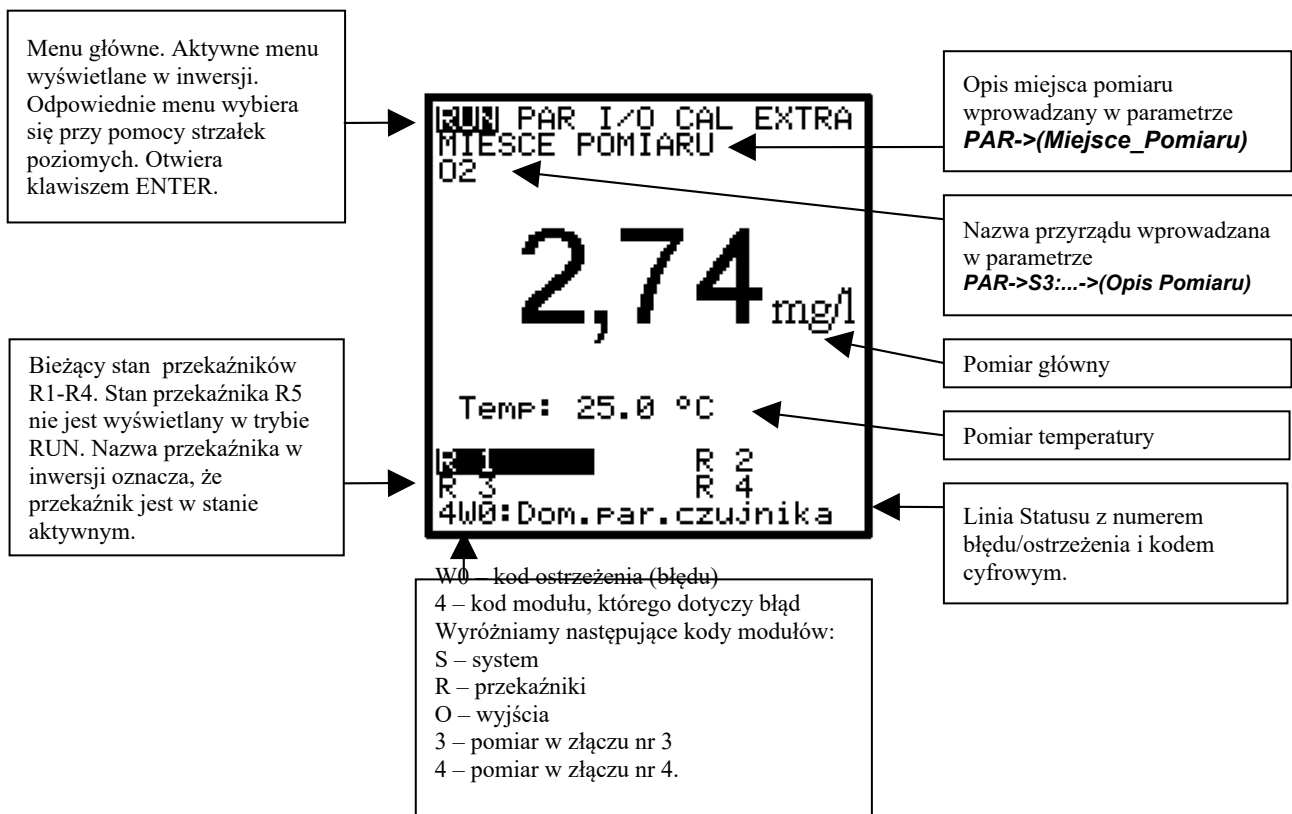 Menu główne. Aktywne menu
wyświetlane w inwersji.
Odpowiednie menu wybiera
się przy pomocy strzałek
poziomych. Otwiera
klawiszem ENTER.
Bieżący stan przekaźników
R1-R4. Stan przekaźnika R5
nie jest wyświetlany w trybie
RUN. Nazwa przekaźnika w
inwersji oznacza, że
przekaźnik jest w stanie
aktywnym.
RUN PAR I/O CAL EXTRA
MIESCE POMIARU
O2
2,74 mg/l
Temp: 25.0 °C
R 1 R 2
R 3 R 4
4W0:Dom.par.czujnika
W0 – kod ostrzeżenia (błędu)
4 – kod modułu, którego dotyczy błąd
Wyróżniamy następujące kody modułów:
S – system
R – przekaźniki
O – wyjścia
3 – pomiar w złączu nr 3
4 – pomiar w złączu nr 4.
Opis miejsca pomiaru
wprowadzany w parametrze
PAR->(Miejsce_Pomiaru)
Nazwa przyrządu wprowadzana
w parametrze
PAR->S3:...->(Opis Pomiaru)
Pomiar główny
Pomiar temperatury
Linia Statusu z numerem
błędu/ostrzeżenia i kodem
cyfrowym.